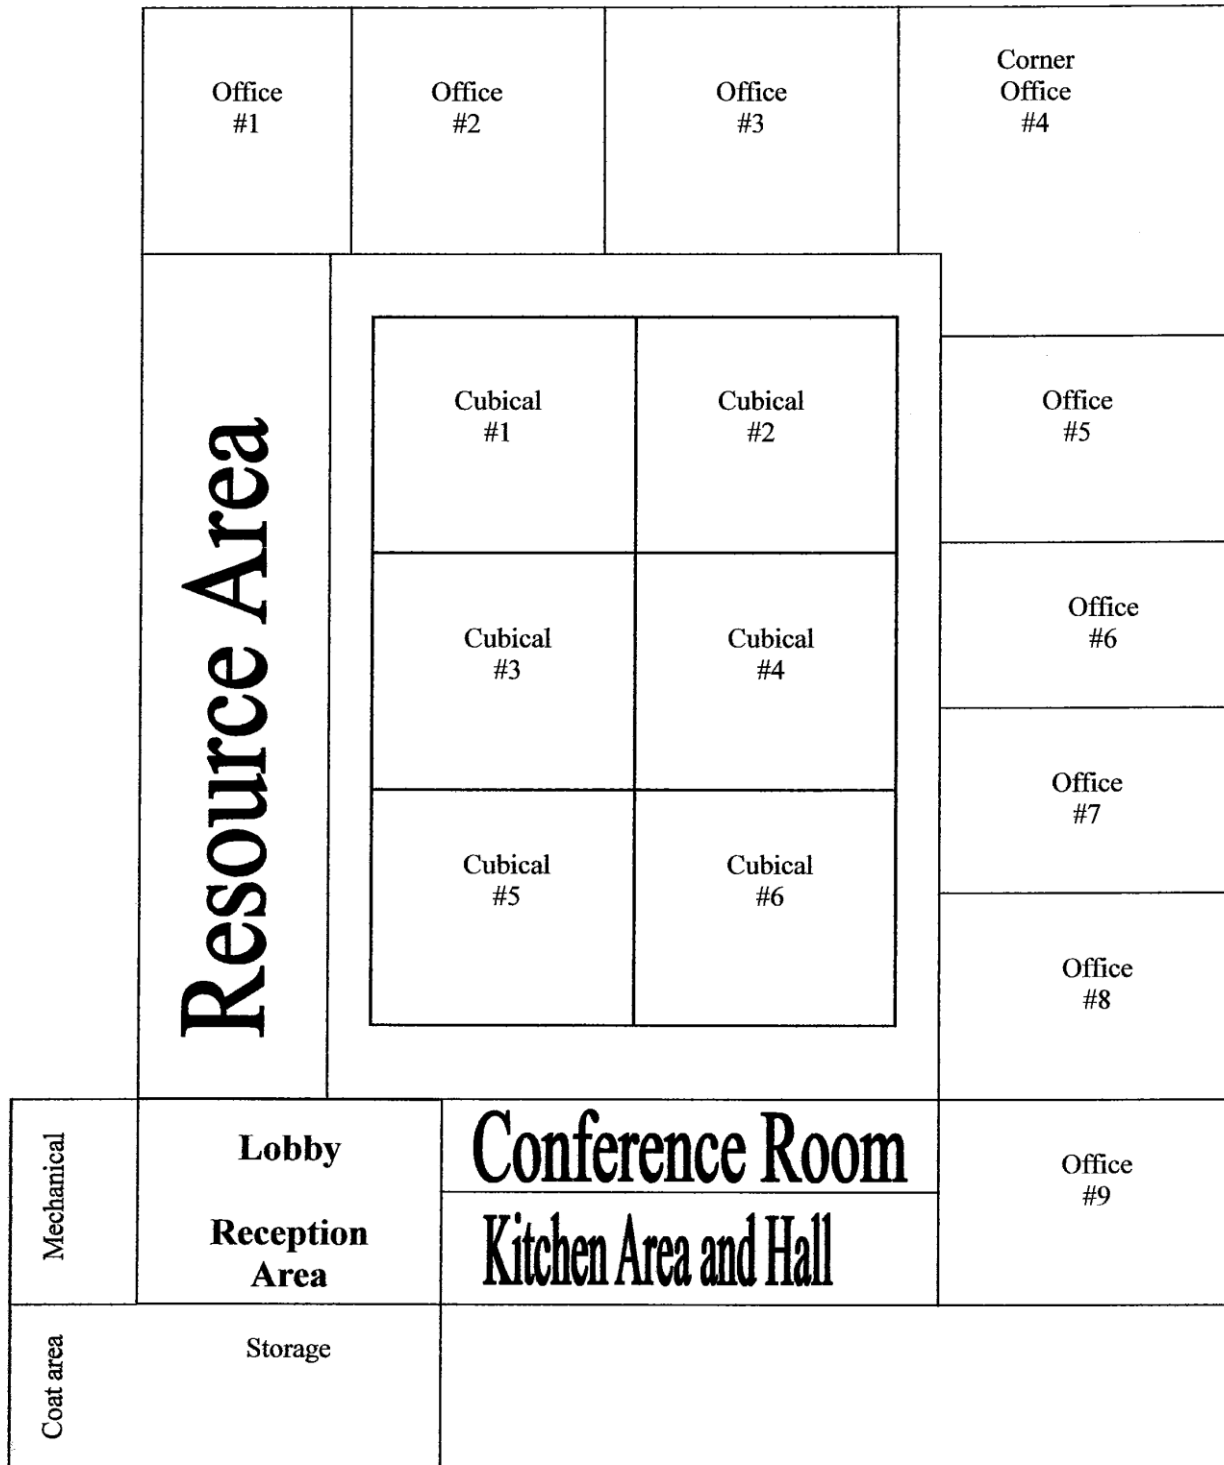 Office
#1
Office
#2
Office
#3
Corner
Office
#4
Resource Area
Cubical
#1
Cubical
#2
Office
#5
Cubical
#3
Cubical
#4
Office
#6
Office
#7
Cubical
#5
Cubical
#6
Office
#8
Mechanical
Lobby
Reception
Area
Conference Room
Kitchen Area and Hall
Office
#9
Coat area
Storage